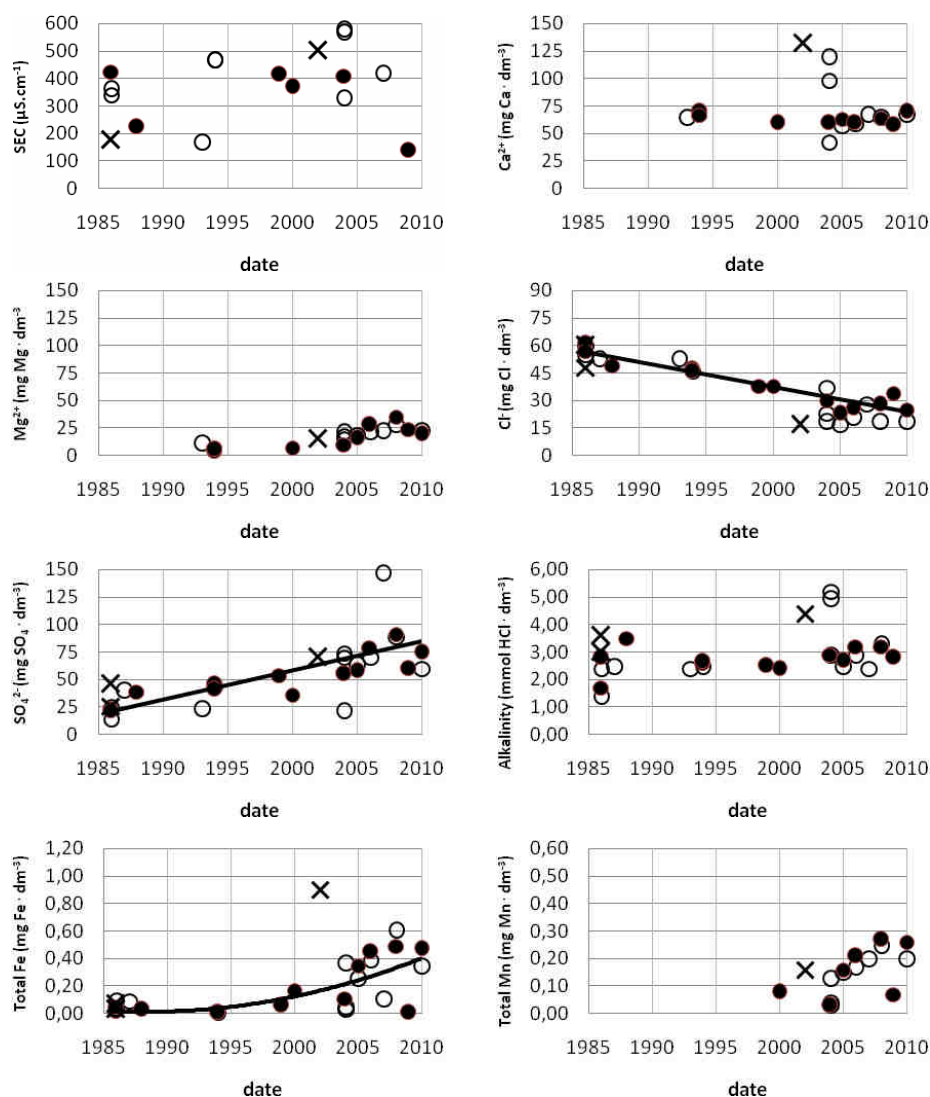 SEC (µS.cm⁻¹)
600
500
400
300
200
100
0
1985 1990 1995 2000 2005 2010
date
Ca²⁺ (mg Ca · dm⁻³)
150
125
100
75
50
25
0
1985 1990 1995 2000 2005 2010
date
Mg²⁺ (mg Mg · dm⁻³
150
125
100
75
50
25
0
1985 1990 1995 2000 2005 2010
date
Cl⁻ (mg Cl · dm⁻³)
90
75
60
45
30
15
0
1985 1990 1995 2000 2005 2010
date
SO₄²⁻ (mg SO₄ · dm⁻³)
150
125
100
75
50
25
0
1985 1990 1995 2000 2005 2010
date
Alkalinity (mmol HCl · dm⁻³)
6,00
5,00
4,00
3,00
2,00
1,00
0,00
1985 1990 1995 2000 2005 2010
date
Total Fe (mg Fe · dm⁻³)
1,20
1,00
0,80
0,60
0,40
0,20
0,00
1985 1990 1995 2000 2005 2010
date
Total Mn (mg Mn · dm⁻³)
0,60
0,50
0,40
0,30
0,20
0,10
0,00
1985 1990 1995 2000 2005 2010
date